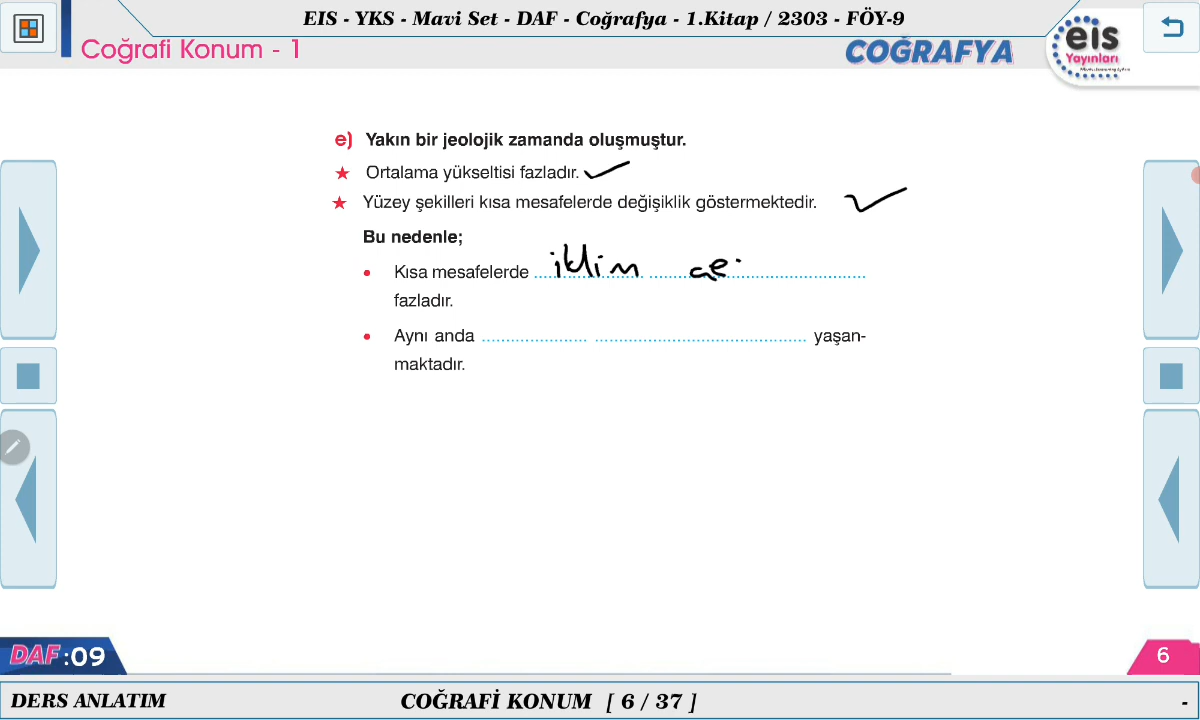 EIS - YKS - Mavi Set - DAF - Coğrafya - 1.Kitap / 2303 - FÖY-9
Coğrafi Konum - 1
COĞRAFYA
eis
Yayınları
e) Yakın bir jeolojik zamanda oluşmuştur.
★ Ortalama yükseltisi fazladır.
★ Yüzey şekilleri kısa mesafelerde değişiklik göstermektedir.
Bu nedenle;
• Kısa mesafelerde iklim çe
fazladır.
• Aynı anda ..................... ........................................... yaşan-
maktadır.
DAF:09
6
DERS ANLATIM
COĞRAFİ KONUM [ 6 / 37 ]
-